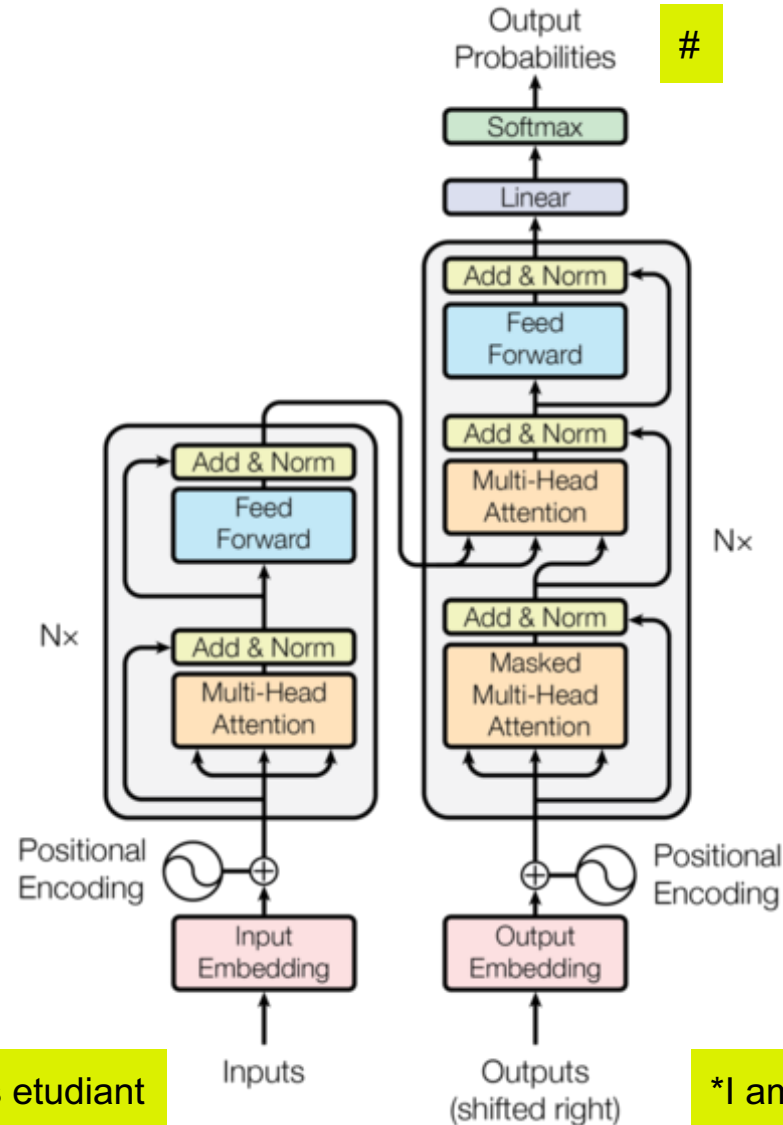 Output
Probabilities
#
Softmax
Linear
Add & Norm
Feed
Forward
Add & Norm
Multi-Head
Attention
Nx
Add & Norm
Masked
Multi-Head
Attention
Add & Norm
Feed
Forward
Nx
Add & Norm
Multi-Head
Attention
Positional
Encoding
Positional
Encoding
Input
Embedding
Output
Embedding
etudiant
Inputs
Outputs
(shifted right)
*I am